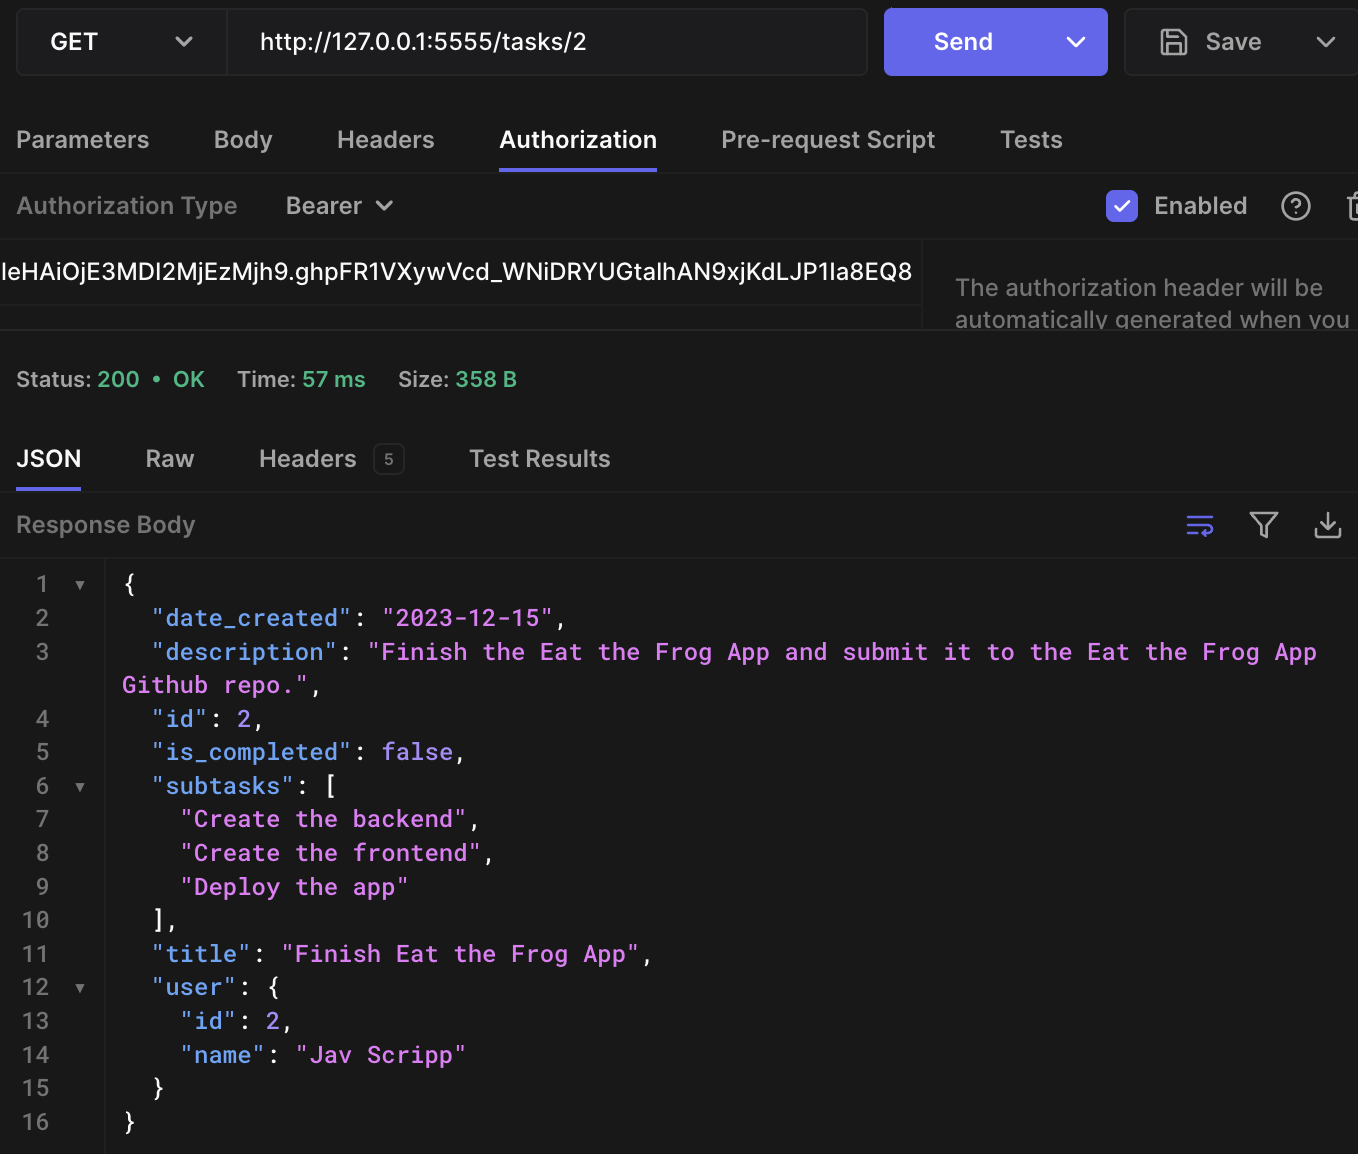 GET http://127.0.0.1:5555/tasks/2 Send Save
Parameters Body Headers Authorization Pre-request Script Tests
Authorization Type Bearer Enabled
leHAiOjE3MDI2MjEzMjh9.ghpFR1VXywVcd_WNiDRYUGtalhAN9xjKdLJP1Ia8EQ8
The authorization header will be
automatically generated when you
Status: 200 • OK Time: 57 ms Size: 358 B
JSON Raw Headers 5 Test Results
Response Body
1 {
2 "date_created": "2023-12-15",
3 "description": "Finish the Eat the Frog App and submit it to the Eat the Frog App
Github repo.",
4 "id": 2,
5 "is_completed": false,
6 "subtasks": [
7 "Create the backend",
8 "Create the frontend",
9 "Deploy the app"
10 ],
11 "title": "Finish Eat the Frog App",
12 "user": {
13 "id": 2,
14 "name": "Jav Scripp"
15 }
16 }